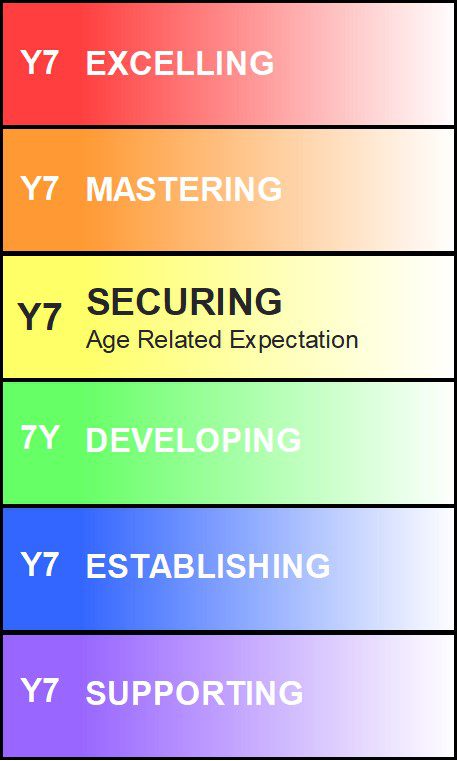 Y7 EXCELLING
Y7 MASTERING
Y7 SECURING
Age Related Expectation
7Y DEVELOPING
Y7 ESTABLISHING
Y7 SUPPORTING